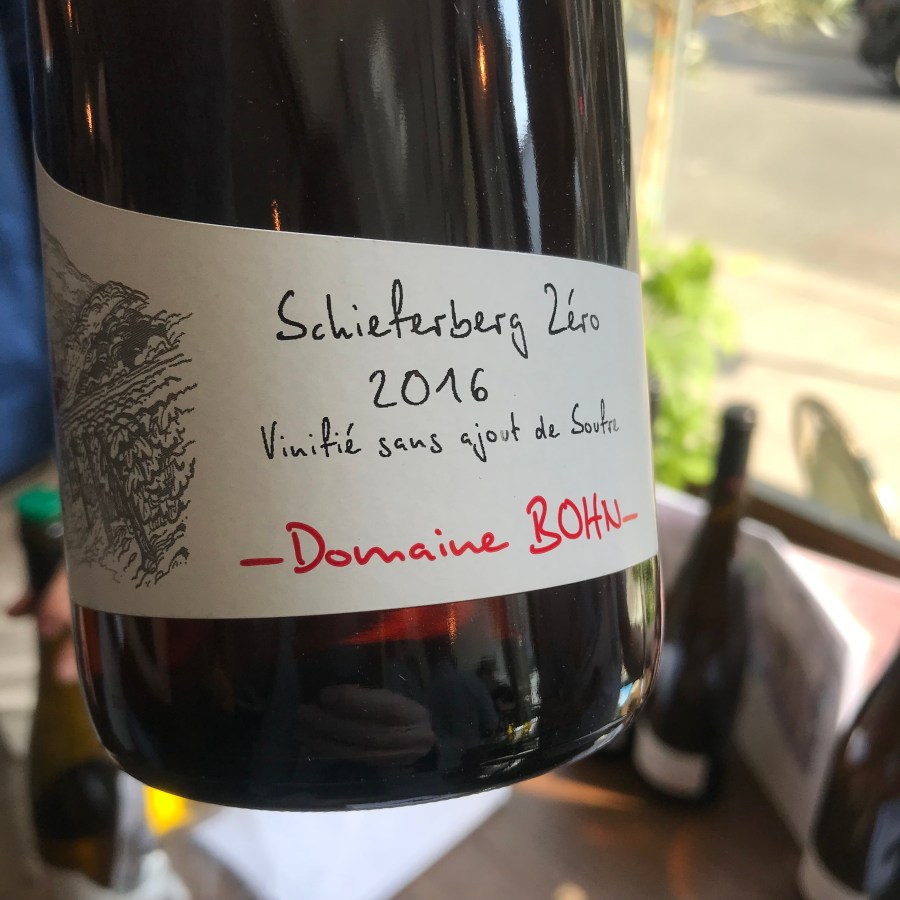 Schieferberg Zéro
2016
Vinifié sans ajout de Soufre
—Domaine BOHN—